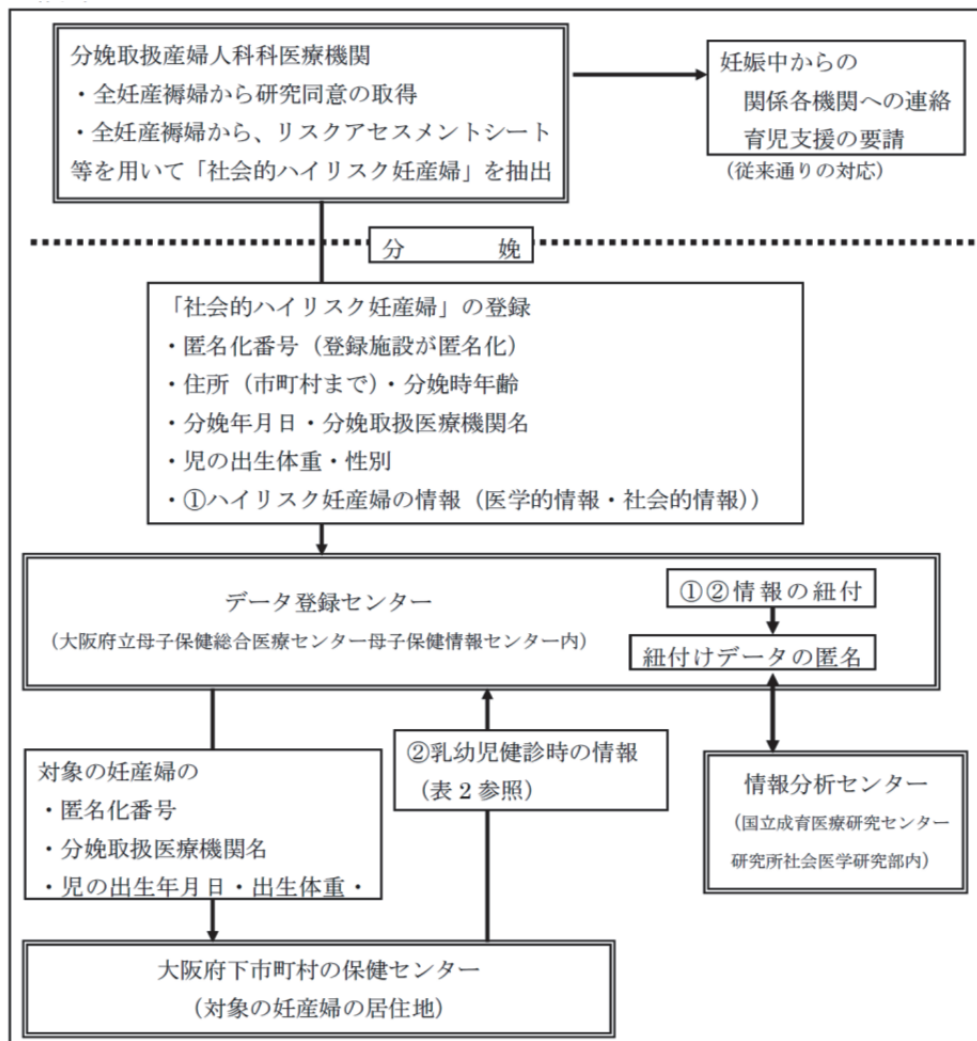 分娩取扱産婦人科科医療機関
・全妊産褥婦から研究同意の取得
・全妊産褥婦から、リスクアセスメントシート
等を用いて「社会的ハイリスク妊産婦」を抽出
妊娠中からの
関係各機関への連絡
育児支援の要請
(従来通りの対応)
分 娩
「社会的ハイリスク妊産婦」の登録
・匿名化番号（登録施設が匿名化）
・住所（市町村まで）・分娩時年齢
・分娩年月日・分娩取扱医療機関名
・児の出生体重・性別
・①ハイリスク妊産婦の情報（医学的情報・社会的情報））
データ登録センター
（大阪府立母子保健総合医療センター母子保健情報センター内）
①②情報の紐付
紐付けデータの匿名
対象の妊産婦の
・匿名化番号
・分娩取扱医療機関名
・児の出生年月日・出生体重・
②乳幼児健診時の情報
（表２参照）
情報分析センター
（国立成育医療研究センター
研究所社会医学研究部内）
大阪府下市町村の保健センター
（対象の妊産婦の居住地）